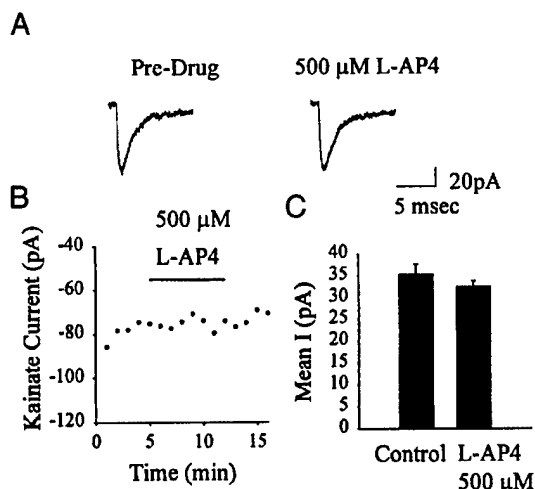 A
Pre-Drug
500 µM L-AP4
20pA
5 msec
B
500 µM
L-AP4
Kainate Current (pA)
-40
-60
-80
-100
-120
0
5
10
15
Time (min)
C
Mean I (pA)
40
35
30
25
20
15
10
5
0
Control
L-AP4
500 µM